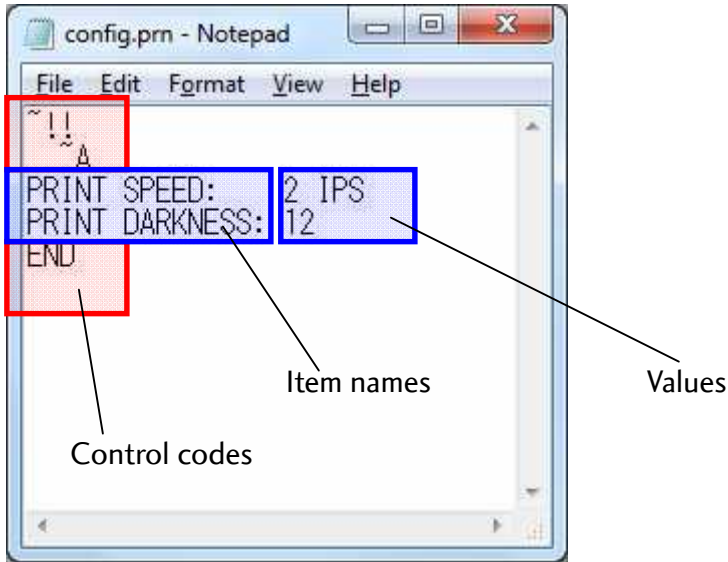 config.prn - Notepad
File Edit Format View Help
~!!
~A
PRINT SPEED: 2 IPS
PRINT DARKNESS: 12
END
Item names
Values
Control codes